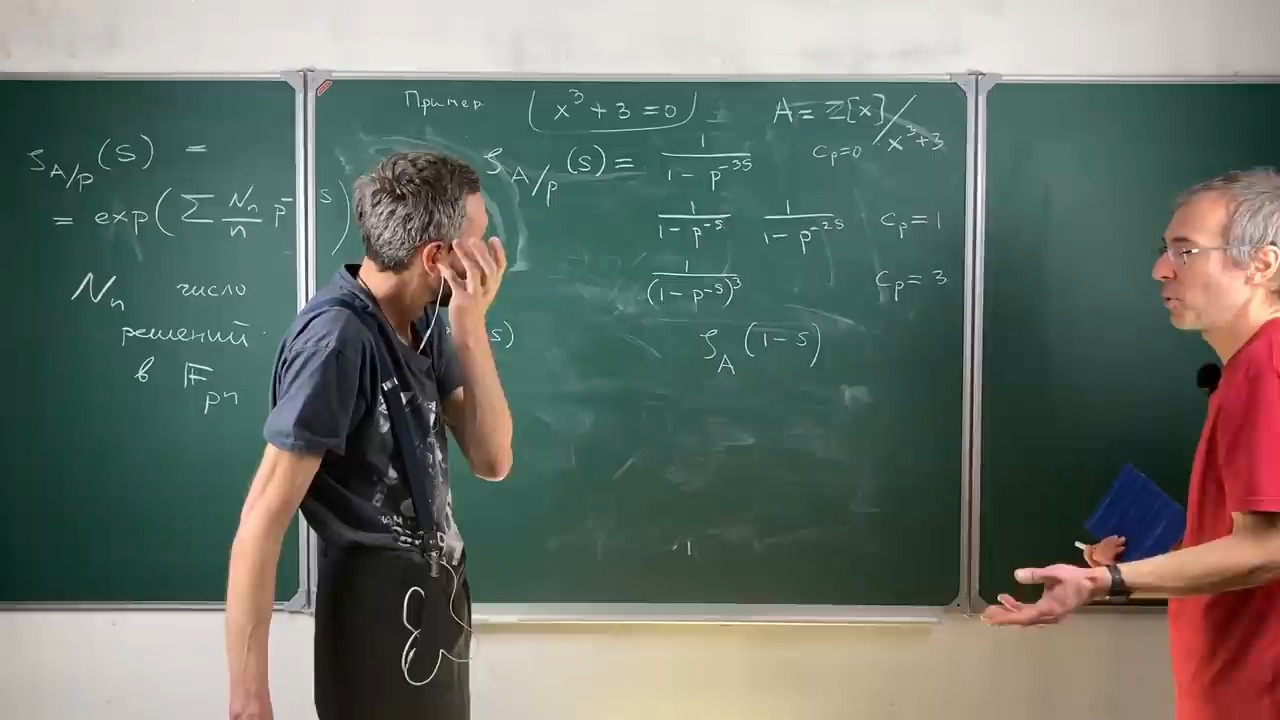 ζ_{A/p}(s) =
= exp(∑ N_n/n p^{-s})
N_n число
решений
в 𝔽_{pⁿ}
Пример
(x³+3=0)
A = Z[x]/x³+3
ζ_{A/p}(s) = 1/(1-p^{-3s}) c_p=0
1/(1-p^{-s}) 1/(1-p^{-2s}) c_p=1
1/(1-p^{-s})³ c_p=3
s)
ζ_A(1-s)